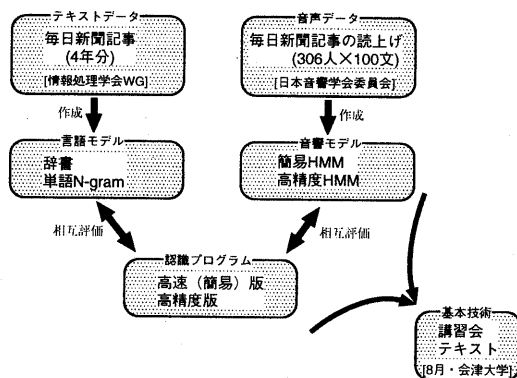 テキストデータ
毎日新聞記事
(4年分)
[情報処理学会WG]
音声データ
毎日新聞記事の読上げ
(306人×100文)
[日本音響学会委員会]
作成
作成
言語モデル
辞書
単語N-gram
音響モデル
簡易HMM
高精度HMM
相互評価
相互評価
認識プログラム
高速（簡易）版
高精度版
基本技術
講習会
テキスト
[8月・会津大学]